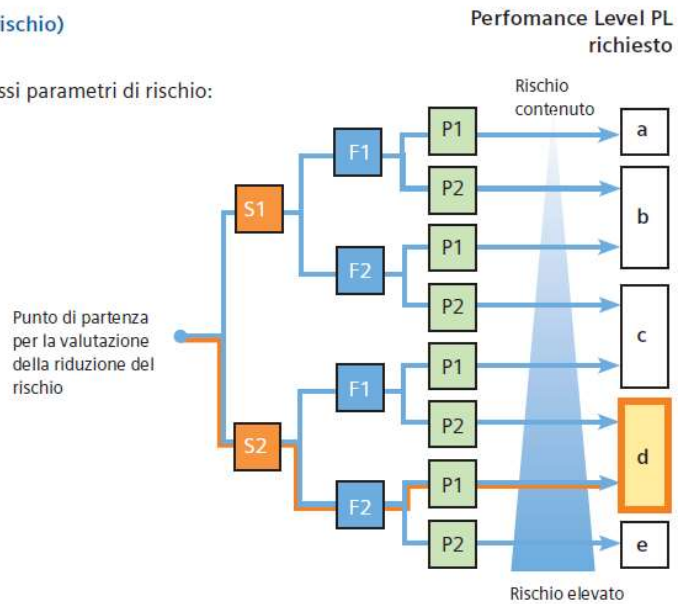 ischio)
Perfomance Level PL
richiesto
ssi parametri di rischio:
Rischio
contenuto
P1
a
F1
P2
S1
b
P1
F2
P2
Punto di partenza
per la valutazione
della riduzione del
rischio
c
P1
F1
P2
S2
d
P1
F2
P2
e
Rischio elevato